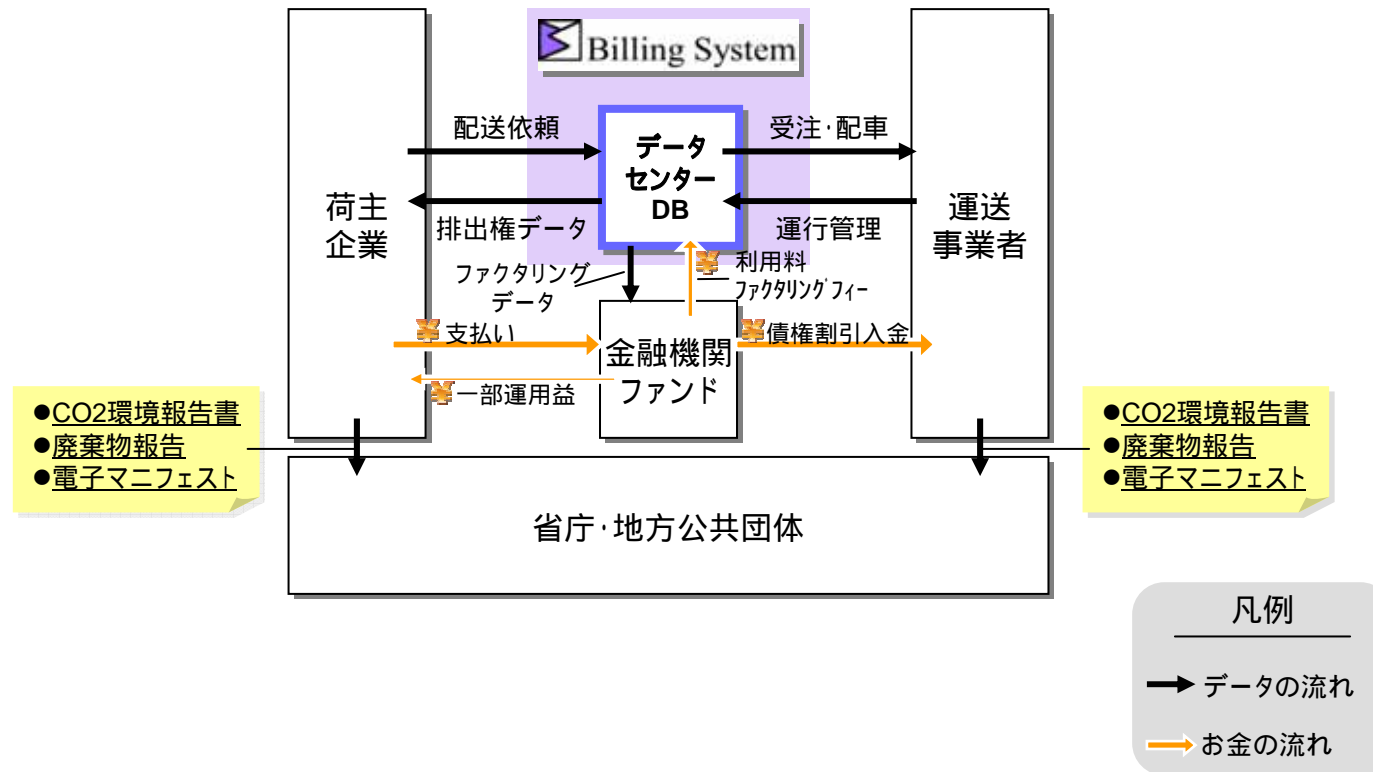 Billing System
配送依頼
データ
センター
DB
受注・配車
荷主
企業
排出権データ
運行管理
運送
事業者
ファクタリング
データ
利用料
ファクタリングフィー
支払い
金融機関
ファンド
債権割引入金
一部運用益
●CO2環境報告書
●廃棄物報告
●電子マニフェスト
●CO2環境報告書
●廃棄物報告
●電子マニフェスト
省庁・地方公共団体
凡例
データの流れ
お金の流れ